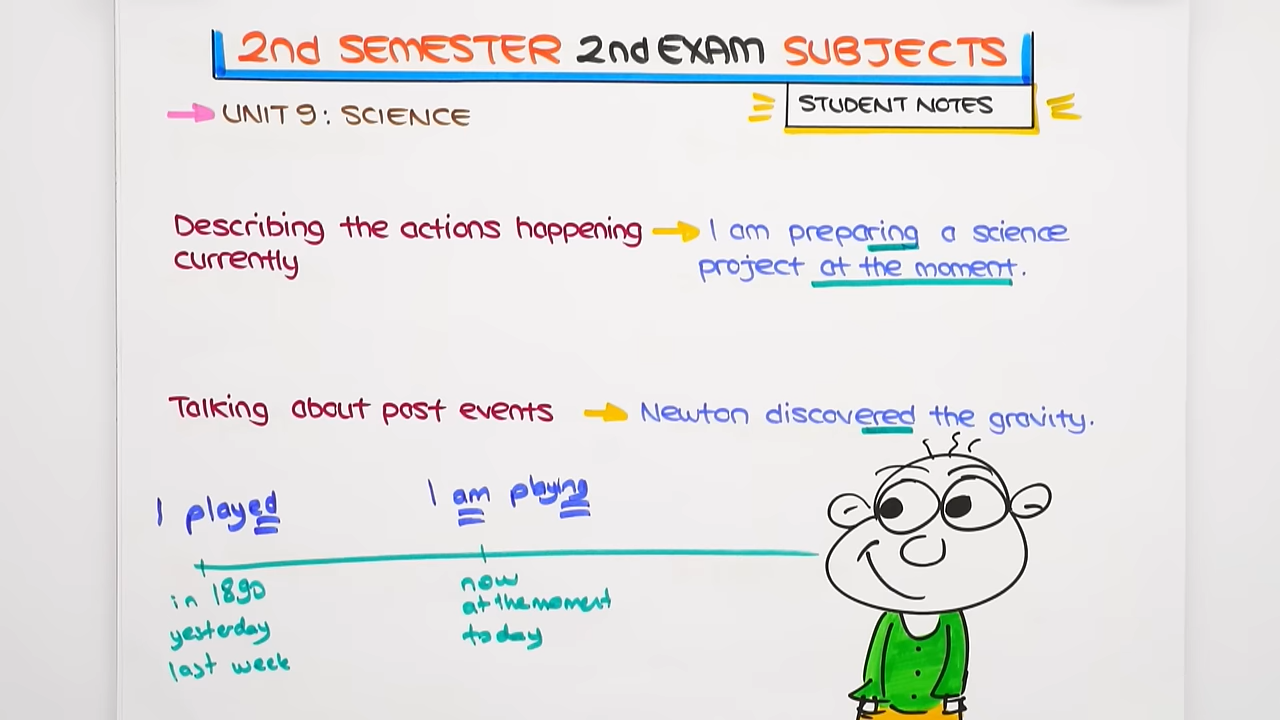 2nd SEMESTER 2nd EXAM SUBJECTS
STUDENT NOTES
UNIT 9: SCIENCE
Describing the actions happening
currently
I am preparing a science
project at the moment.
Talking about past events
Newton discovered the gravity.
I played
I am playing
in 1890
yesterday
last week
now
at the moment
today